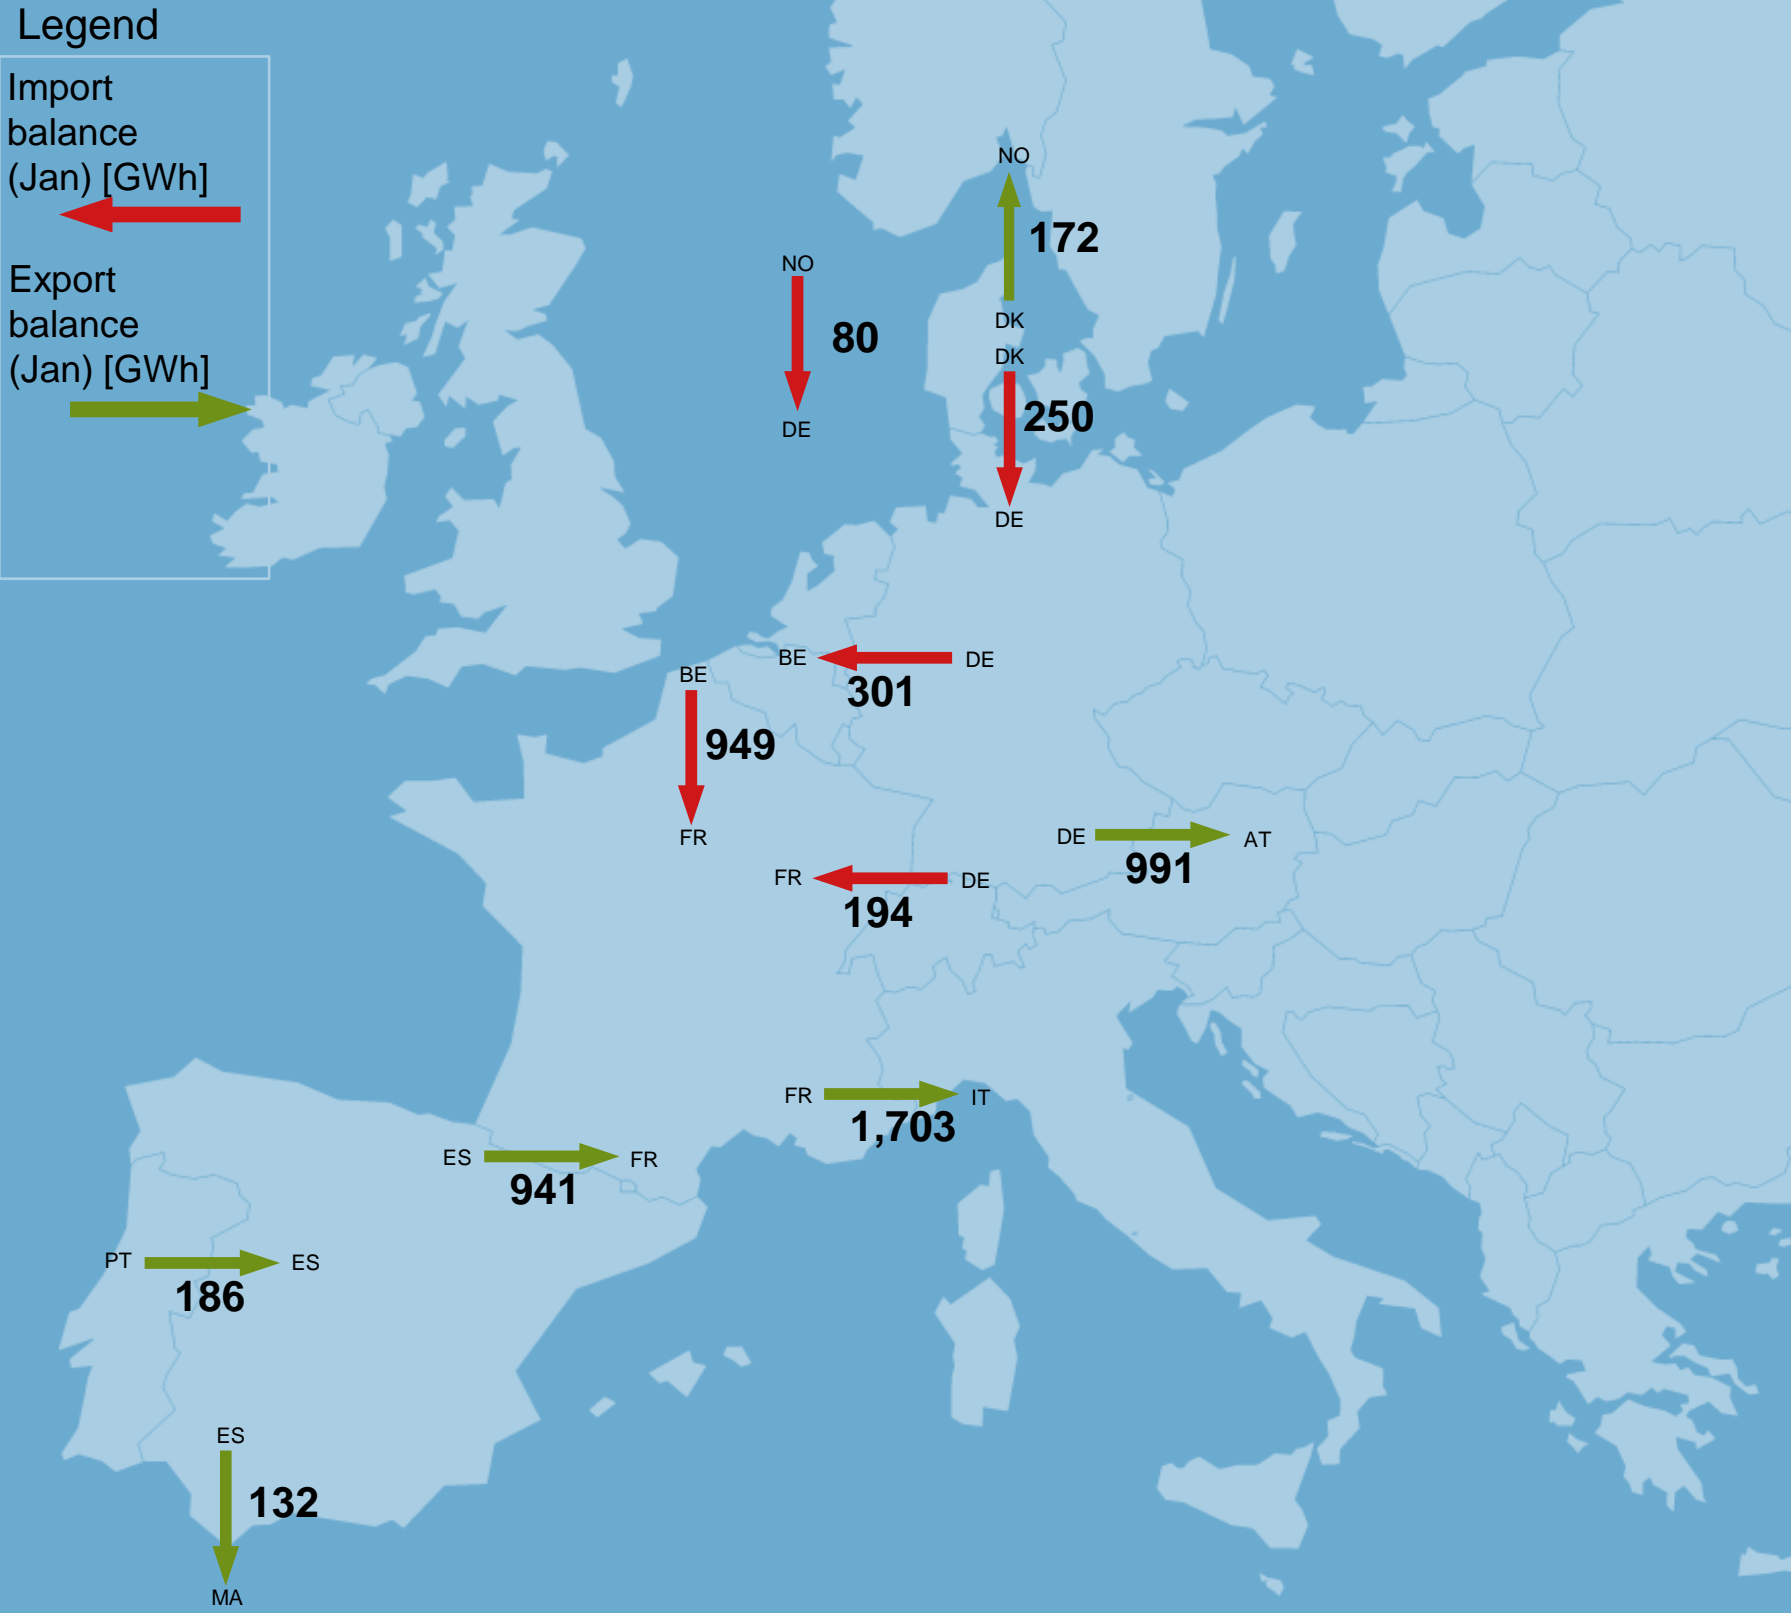 Legend
Import
balance
(Jan) [GWh]
Export
balance
(Jan) [GWh]
NO
172
DK
NO
80
DE
DK
250
DE
BE
DE
301
BE
949
FR
DE
AT
991
FR
DE
194
FR
IT
1,703
ES
FR
941
PT
ES
186
ES
132
MA